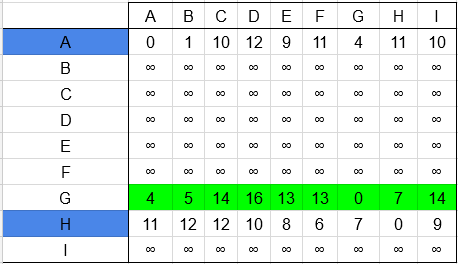 A B C D E F G H I
A 0 1 10 12 9 11 4 11 10
B ∞ ∞ ∞ ∞ ∞ ∞ ∞ ∞ ∞
C ∞ ∞ ∞ ∞ ∞ ∞ ∞ ∞ ∞
D ∞ ∞ ∞ ∞ ∞ ∞ ∞ ∞ ∞
E ∞ ∞ ∞ ∞ ∞ ∞ ∞ ∞ ∞
F ∞ ∞ ∞ ∞ ∞ ∞ ∞ ∞ ∞
G 4 5 14 16 13 13 0 7 14
H 11 12 12 10 8 6 7 0 9
I ∞ ∞ ∞ ∞ ∞ ∞ ∞ ∞ ∞